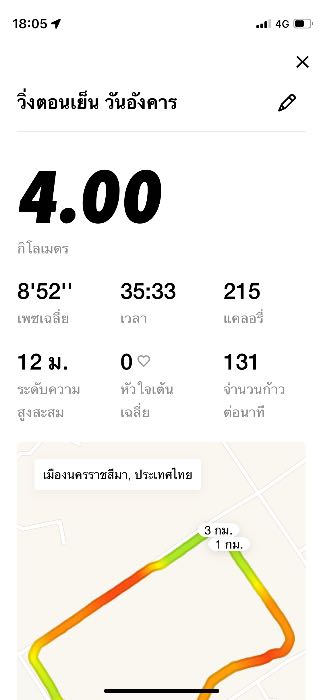 18:05
4G
วิ่งตอนเย็น วันอังคาร
4.00
กิโลเมตร
8'52''
35:33
215
เพซเฉลี่ย
เวลา
แคลอรี่
12 ม.
0
131
ระดับความ
สูงสะสม
หัวใจเต้น
เฉลี่ย
จำนวนก้าว
ต่อนาที
เมืองนครราชสีมา, ประเทศไทย
3 กม.
1 กม.